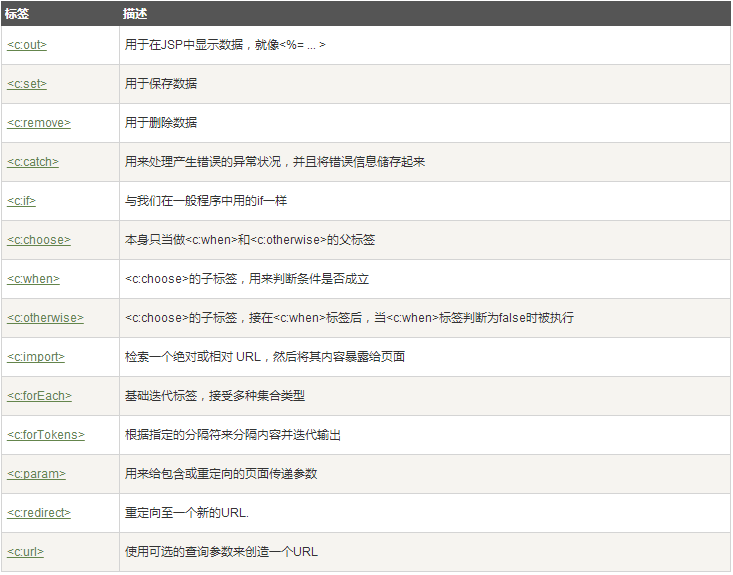 标签 描述
<c:out> 用于在JSP中显示数据，就像<%= ... >
<c:set> 用于保存数据
<c:remove> 用于删除数据
<c:catch> 用来处理产生错误的异常状况，并且将错误信息储存起来
<c:if> 与我们在一般程序中用的if一样
<c:choose> 本身只当做<c:when>和<c:otherwise>的父标签
<c:when> <c:choose>的子标签，用来判断条件是否成立
<c:otherwise> <c:choose>的子标签，接在<c:when>标签后，当<c:when>标签判断为false时被执行
<c:import> 检索一个绝对或相对 URL，然后将其内容暴露给页面
<c:forEach> 基础迭代标签，接受多种集合类型
<c:forTokens> 根据指定的分隔符来分隔内容并迭代输出
<c:param> 用来给包含或重定向的页面传递参数
<c:redirect> 重定向至一个新的URL.
<c:url> 使用可选的查询参数来创造一个URL